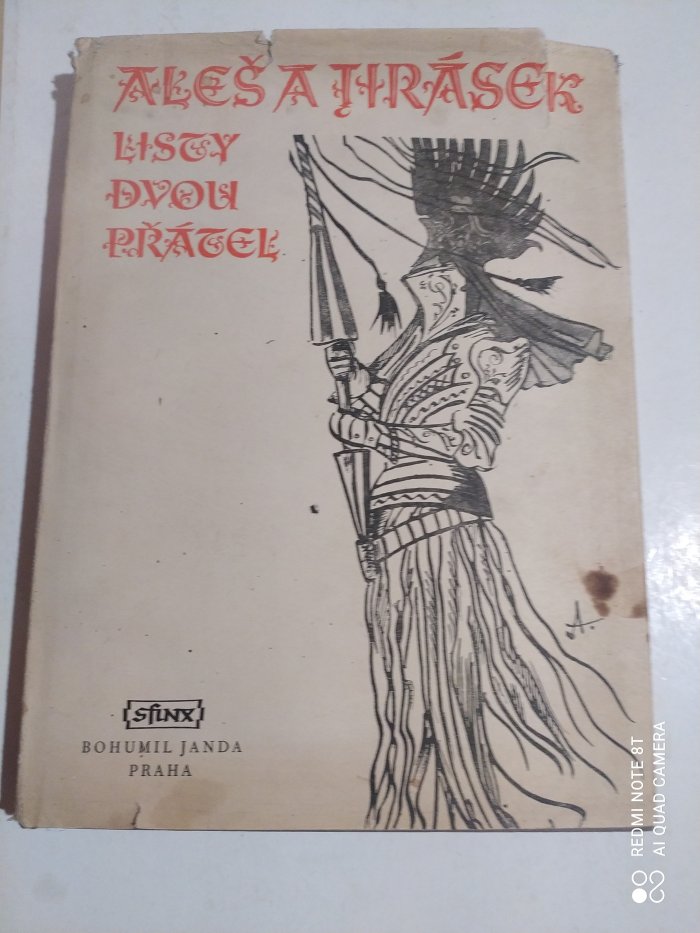 ALEŠ A JIRÁSEK
LISTY
DVOU
PŘÁTEL
A.
SFINX
BOHUMIL JANDA
PRAHA
REDMI NOTE 8T
AI QUAD CAMERA